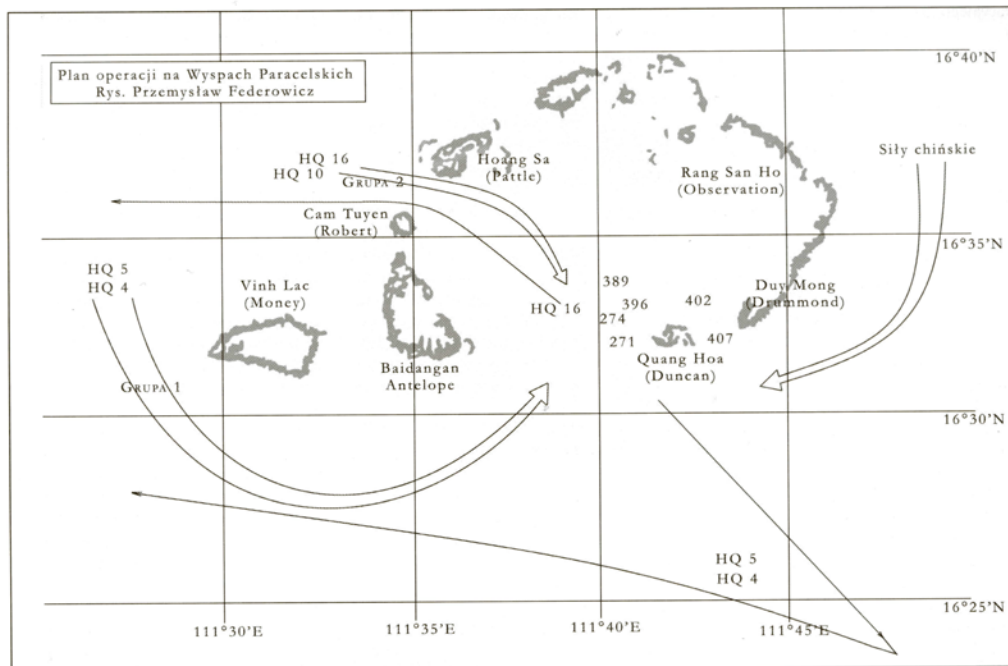 Plan operacji na Wyspach Paracelskich
Rys. Przemysław Federowicz
16°40'N
HQ 16
HQ 10
Grupa 2
Hoang Sa
(Pattle)
Rang San Ho
(Observation)
Siły chińskie
Cam Tuyen
(Robert)
16°35'N
HQ 5
HQ 4
Vinh Lac
(Money)
HQ 16
389
396
402
274
271
407
Duy Mong
(Drummond)
Quang Hoa
(Duncan)
Baidangan
Antelope
Grupa 1
16°30'N
HQ 5
HQ 4
16°25'N
111°30'E
111°35'E
111°40'E
111°45'E